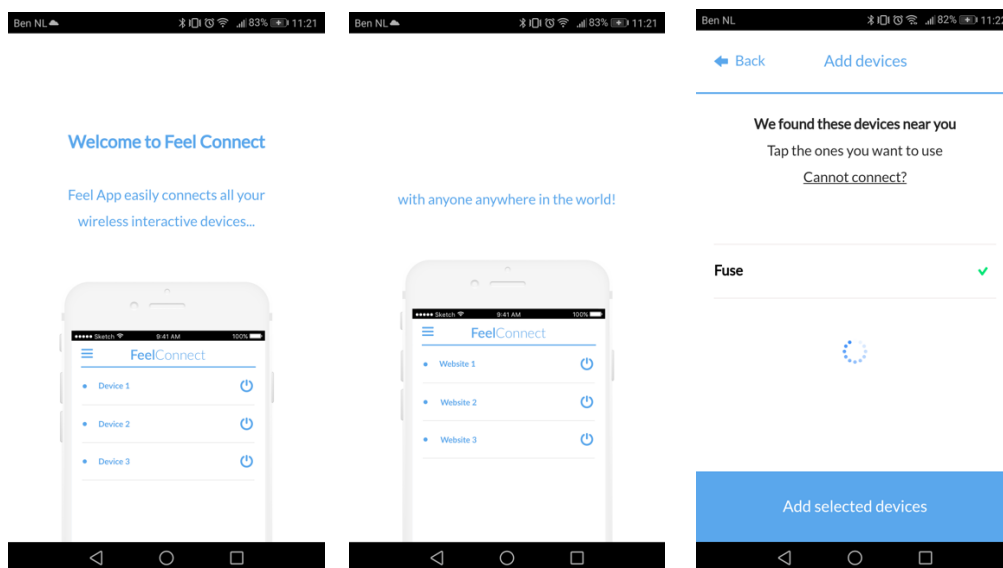 Ben NL 83% 11:21
Welcome to Feel Connect
Feel App easily connects all your
wireless interactive devices...
Sketch 9:41 AM 100%
FeelConnect
Device 1
Device 2
Device 3
Ben NL 83% 11:21
with anyone anywhere in the world!
Sketch 9:41 AM 100%
FeelConnect
Website 1
Website 2
Website 3
Ben NL 82% 11:22
Back Add devices
We found these devices near you
Tap the ones you want to use
Cannot connect?
Fuse
Add selected devices